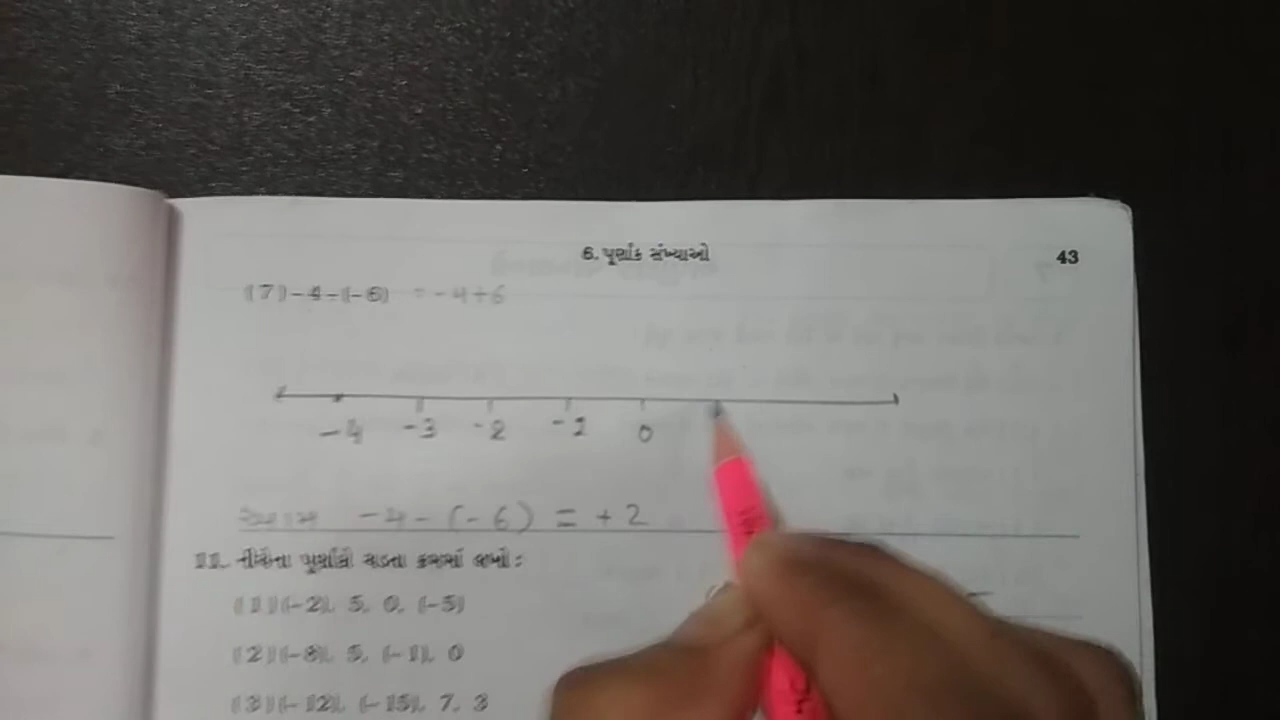 6. પૂર્ણાંક સંખ્યાઓ 43
(7) -4-(-6) = -4+6
-4 -3 -2 -1 0
-4-(-6) = +2
II. નીચેના પૂર્ણાંકો ચડતા ક્રમમાં લખો :
(1) (-2), 5, 0, (-5)
(2) (-8), 5, (-1), 0
(3) (-12), (-15), 7, 3